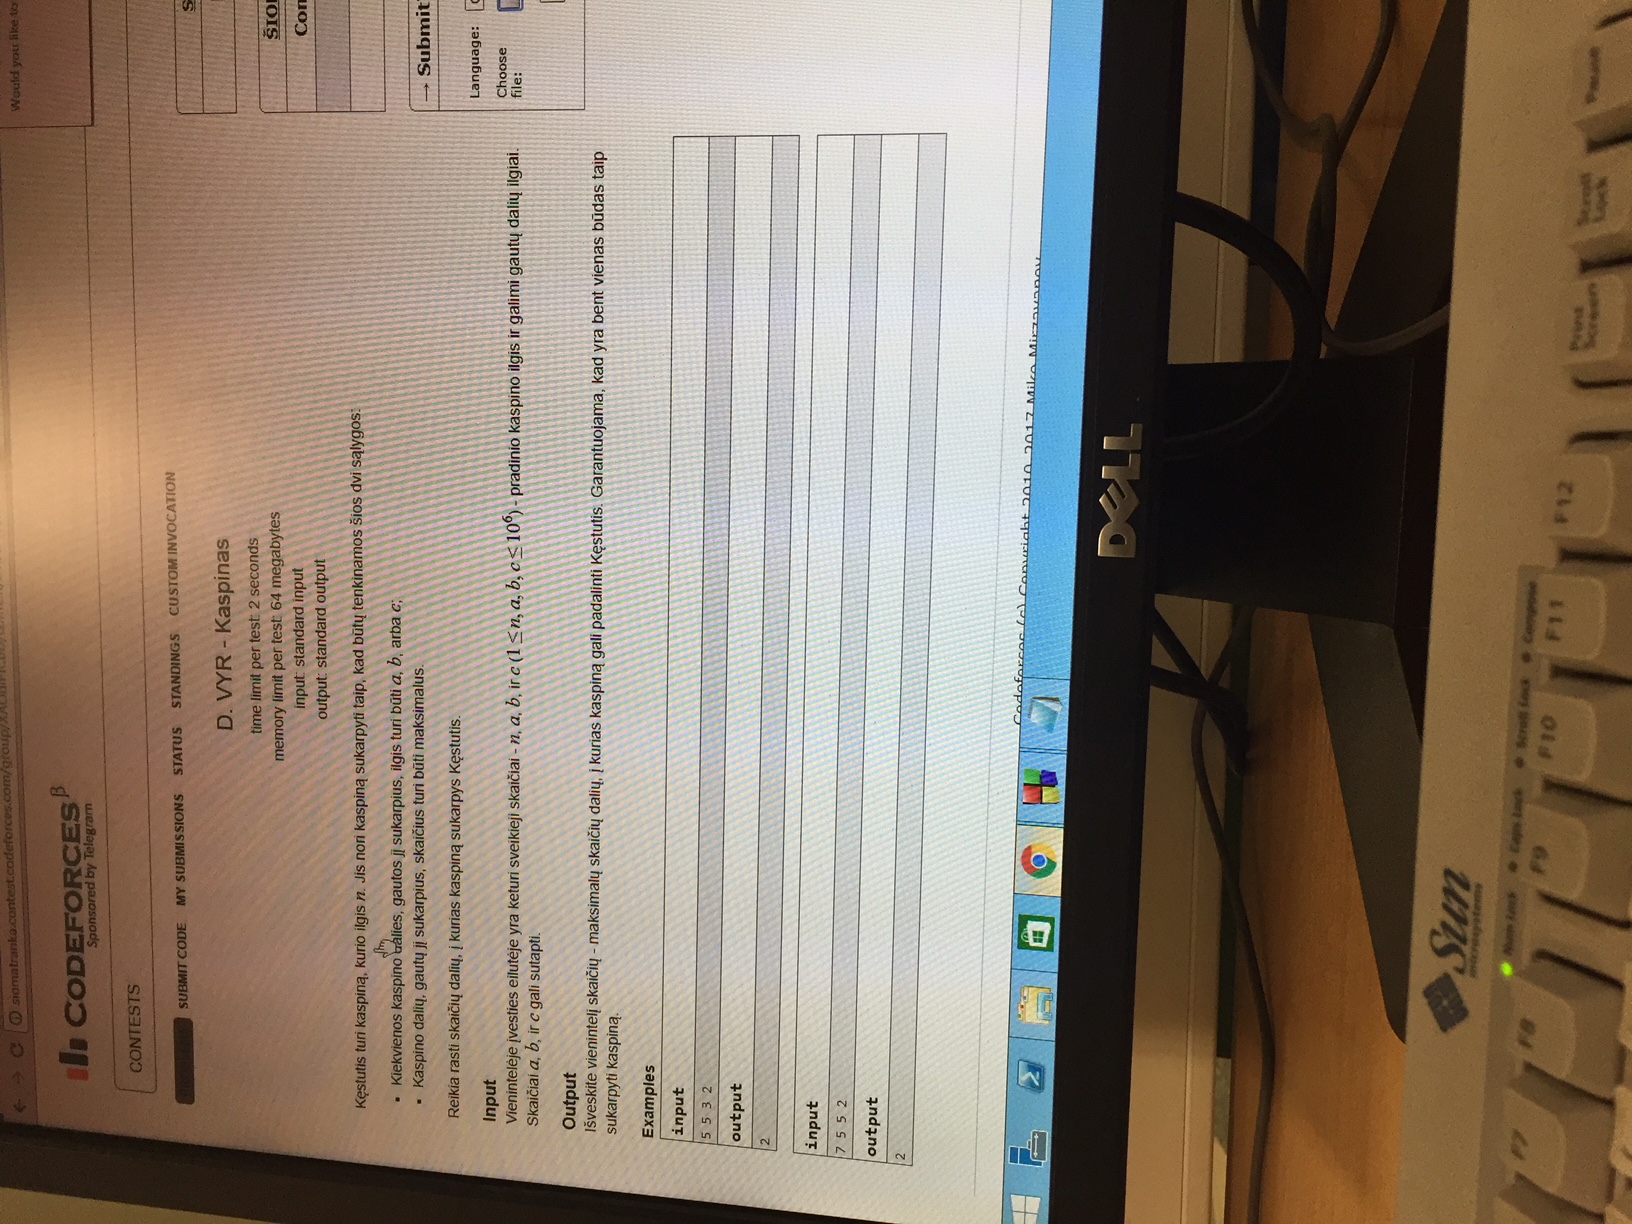 siomatranka.contest.codeforces.com/group/
Would you like to
CODEFORCES β
Sponsored by Telegram
CONTESTS
SUBMIT CODE MY SUBMISSIONS STATUS STANDINGS CUSTOM INVOCATION
D. VYR - Kaspinas
time limit per test: 2 seconds
memory limit per test: 64 megabytes
input: standard input
output: standard output
Kęstutis turi kaspiną, kurio ilgis n. Jis nori kaspiną sukarpyti taip, kad būtų tenkinamos šios dvi sąlygos:
▪ Kiekvienos kaspino dalies, gautos jį sukarpius, ilgis turi būti a, b, arba c;
▪ Kaspino dalių, gautų jį sukarpius, skaičius turi būti maksimalus.
Reikia rasti skaičių dalių, į kurias kaspiną sukarpys Kęstutis.
Input
Vienintelėje įvesties eilutėje yra keturi sveikieji skaičiai - n, a, b, ir c (1 ≤ n, a, b, c ≤ 10⁶) - pradinio kaspino ilgis ir galimi gautų dalių ilgiai.
Skaičiai a, b, ir c gali sutapti.
Output
Išveskite vienintelį skaičių - maksimalų skaičių dalių, į kurias kaspiną gali padalinti Kęstutis. Garantuojama, kad yra bent vienas būdas taip
sukarpyti kaspiną.
Examples
input
5 5 3 2
output
2
input
7 5 5 2
output
2
S
ŠIO
Con
→ Submit
Language:
Choose
file:
Codeforces (c) Copyright 2010-2017 Mike Mirzayanov
DELL
Sun
microsystems
Num Lock Caps Lock Scroll Lock Compose
F7 F8 F9 F10 F11 F12 Print
Screen Scroll
Lock Pause